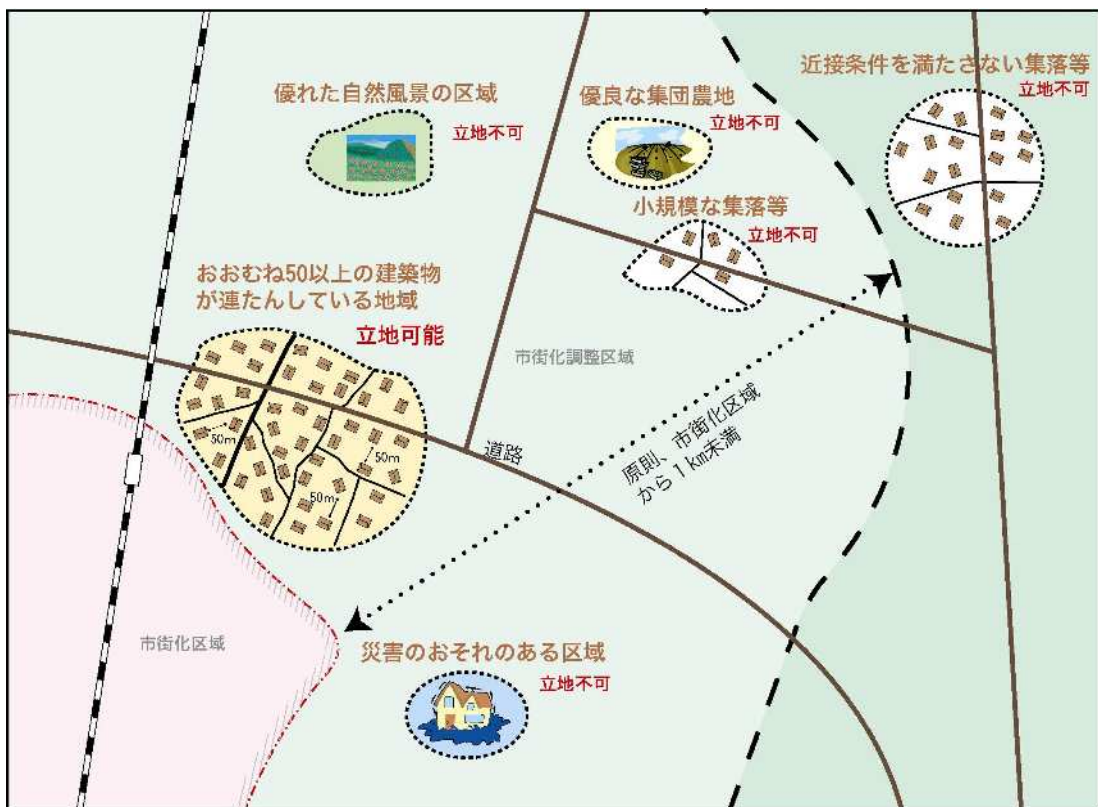 近接条件を満たさない集落等
立地不可
優れた自然風景の区域
立地不可
優良な集団農地
立地不可
小規模な集落等
立地不可
おおむね50以上の建築物
が連たんしている地域
立地可能
市街化調整区域
50m
50m
50m
道路
原則、市街化区域
から1km未満
市街化区域
災害のおそれのある区域
立地不可